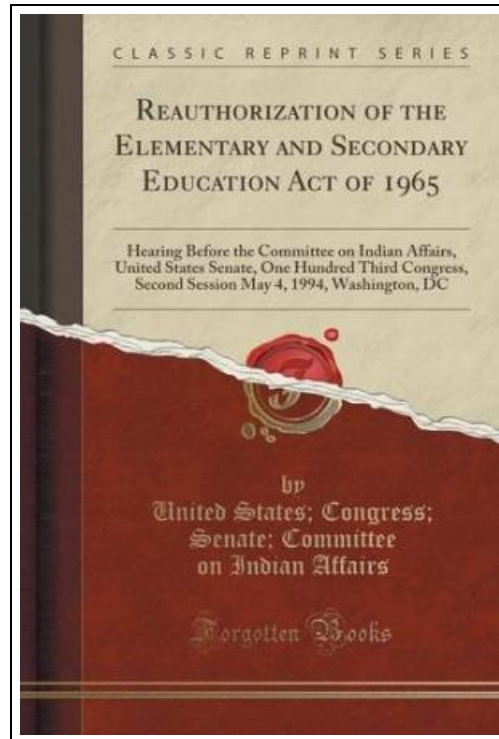 CLASSIC REPRINT SERIES
REAUTHORIZATION OF THE
ELEMENTARY AND SECONDARY
EDUCATION ACT OF 1965
Hearing Before the Committee on Indian Affairs,
United States Senate, One Hundred Third Congress,
Second Session May 4, 1994, Washington, DC
by
United States; Congress;
Senate; Committee
on Indian Affairs
Forgotten Books